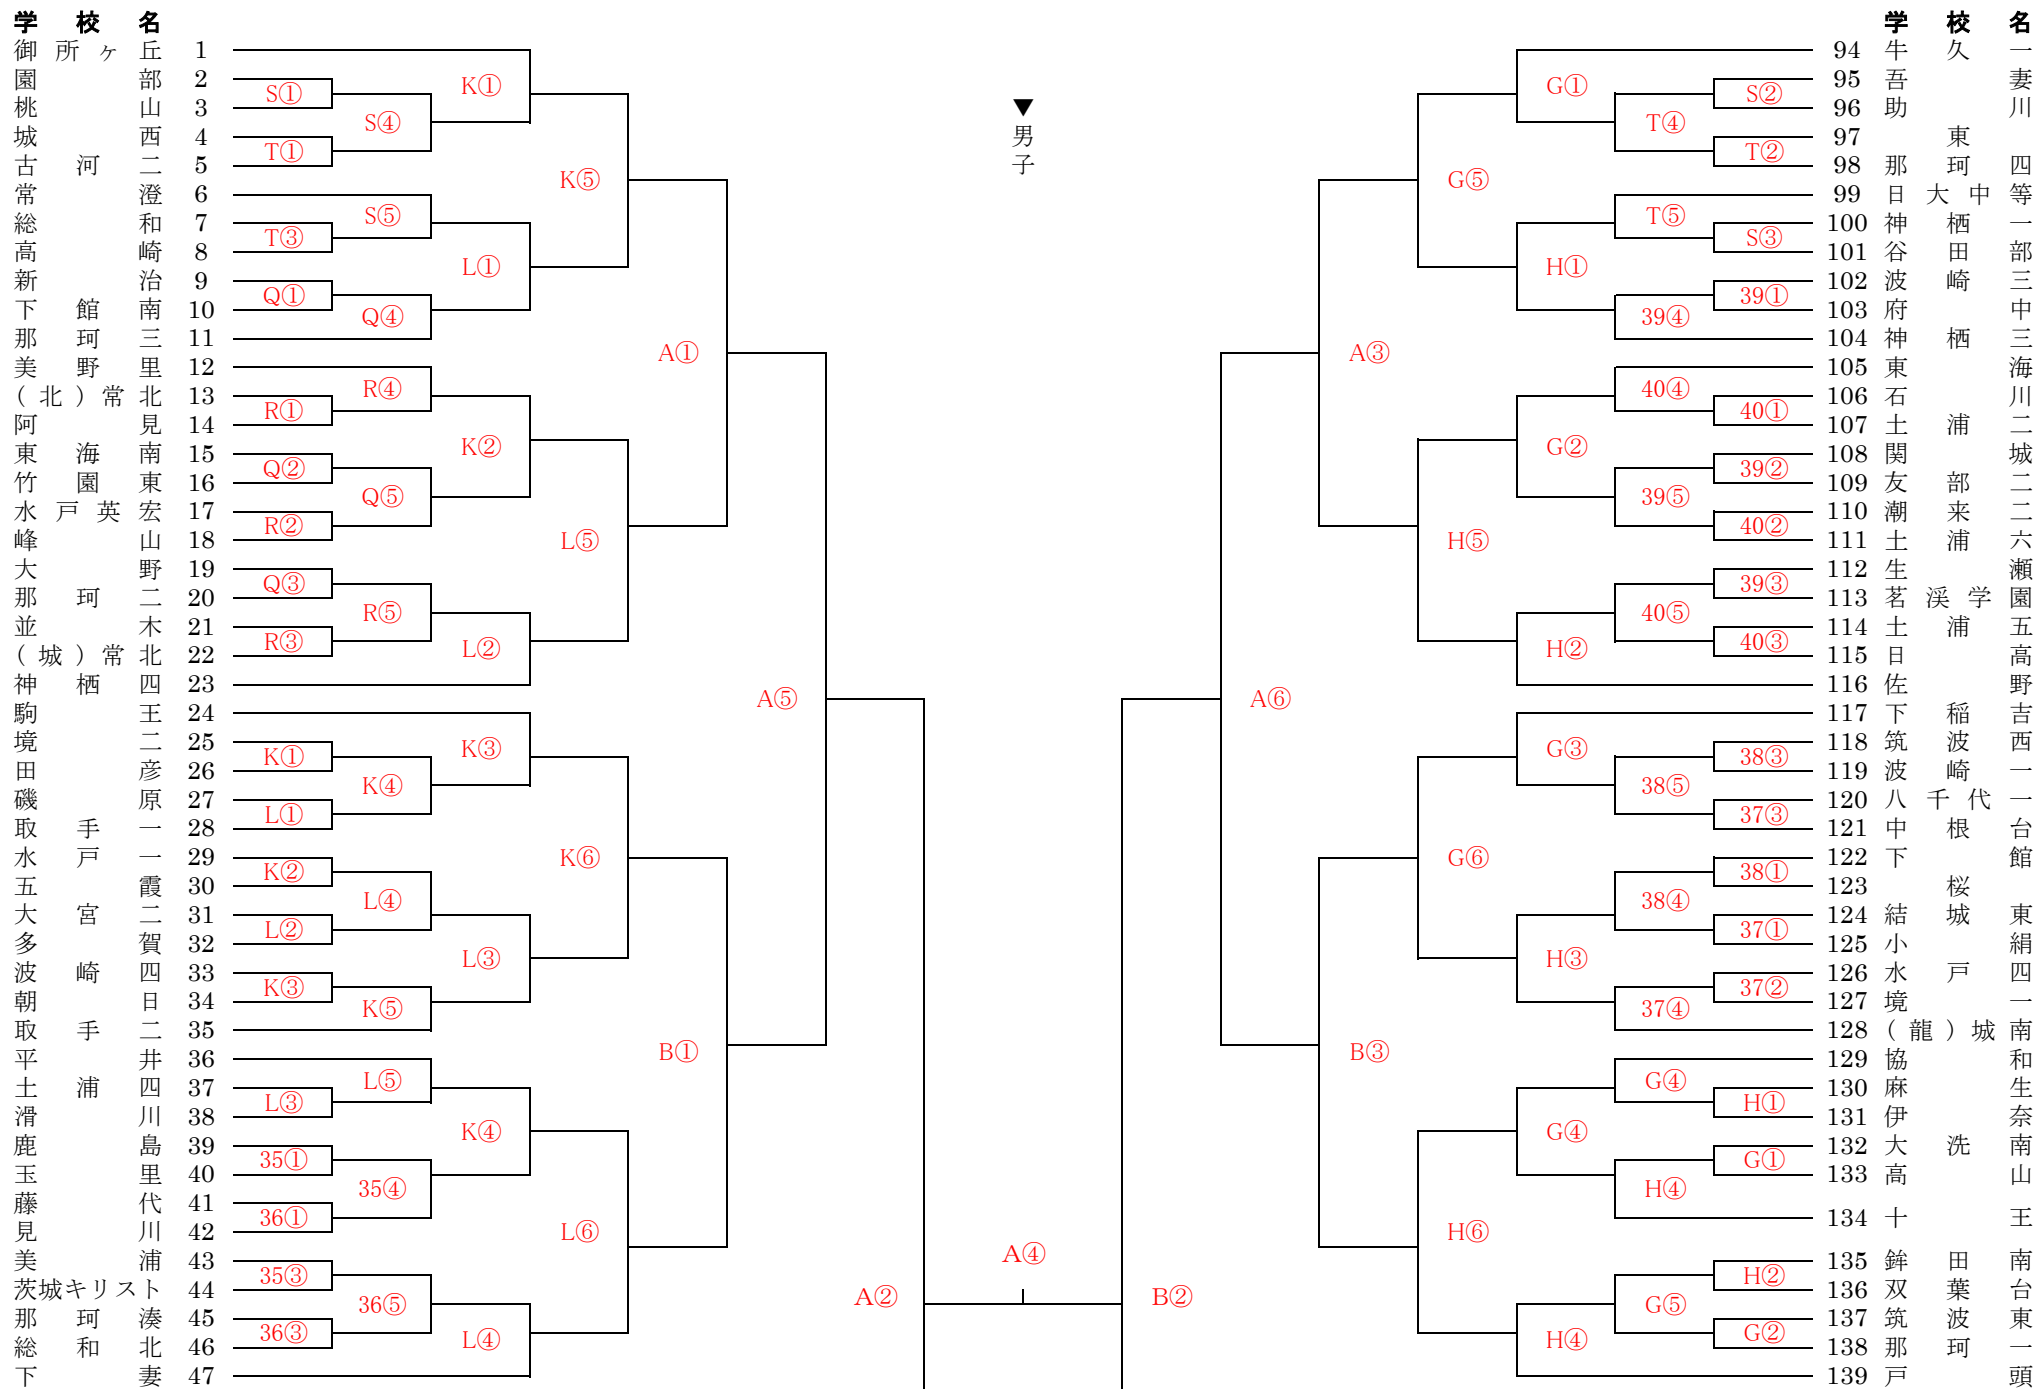 学校名
御所ヶ丘 1
園部 2
桃山 3
城西 4
古河二 5
常澄 6
総和 7
高崎 8
新治 9
下館南 10
那珂三 11
美野里 12
(北)常北 13
阿見 14
東海南 15
竹園東 16
水戸英宏 17
峰山 18
大野 19
那珂二 20
並木 21
(城)常北 22
神栖四 23
駒王 24
境二 25
田彦 26
磯原 27
取手一 28
水戸一 29
五霞 30
大宮二 31
多賀 32
波崎四 33
朝日 34
取手二 35
平井 36
土浦四 37
滑川 38
鹿島 39
玉里 40
藤代 41
見川 42
美浦 43
茨城キリスト 44
那珂湊 45
総和北 46
下妻 47
S①
T①
T③
Q①
R①
Q②
R②
Q③
R③
K①
L①
K②
L②
K③
L③
35①
36①
35③
36③
S④
S⑤
Q④
R④
Q⑤
R⑤
K④
L④
K⑤
L⑤
35④
36⑤
K①
L①
K②
L②
K③
L③
K④
L④
K⑤
L⑤
K⑥
L⑥
A①
B①
A⑤
A②
▼男子
A④
B②
A⑥
A③
B③
G⑤
H⑤
G⑥
H⑥
G①
H①
G②
H②
G③
H③
G④
H④
T④
T⑤
39④
40④
39⑤
40⑤
38⑤
38④
37④
G④
H④
G⑤
S②
T②
S③
39①
40①
39②
40②
39③
40③
38③
37③
38①
37①
37②
H①
G①
H②
G②
学校名
94 牛久一
95 吾妻
96 助川
97 東
98 那珂四
99 日大中等
100 神栖一
101 谷田部
102 波崎三
103 府中
104 神栖三
105 東海
106 石川
107 土浦二
108 関城
109 友部二
110 潮来二
111 土浦六
112 生瀬
113 茗溪学園
114 土浦五
115 日高
116 佐野
117 下稲吉
118 筑波西
119 波崎一
120 八千代一
121 中根台
122 下館
123 桜
124 結城東
125 小絹
126 水戸四
127 境一
128 (龍)城南
129 協和
130 麻生
131 伊奈
132 大洗南
133 高山
134 十王
135 鉾田南
136 双葉台
137 筑波東
138 那珂一
139 戸頭